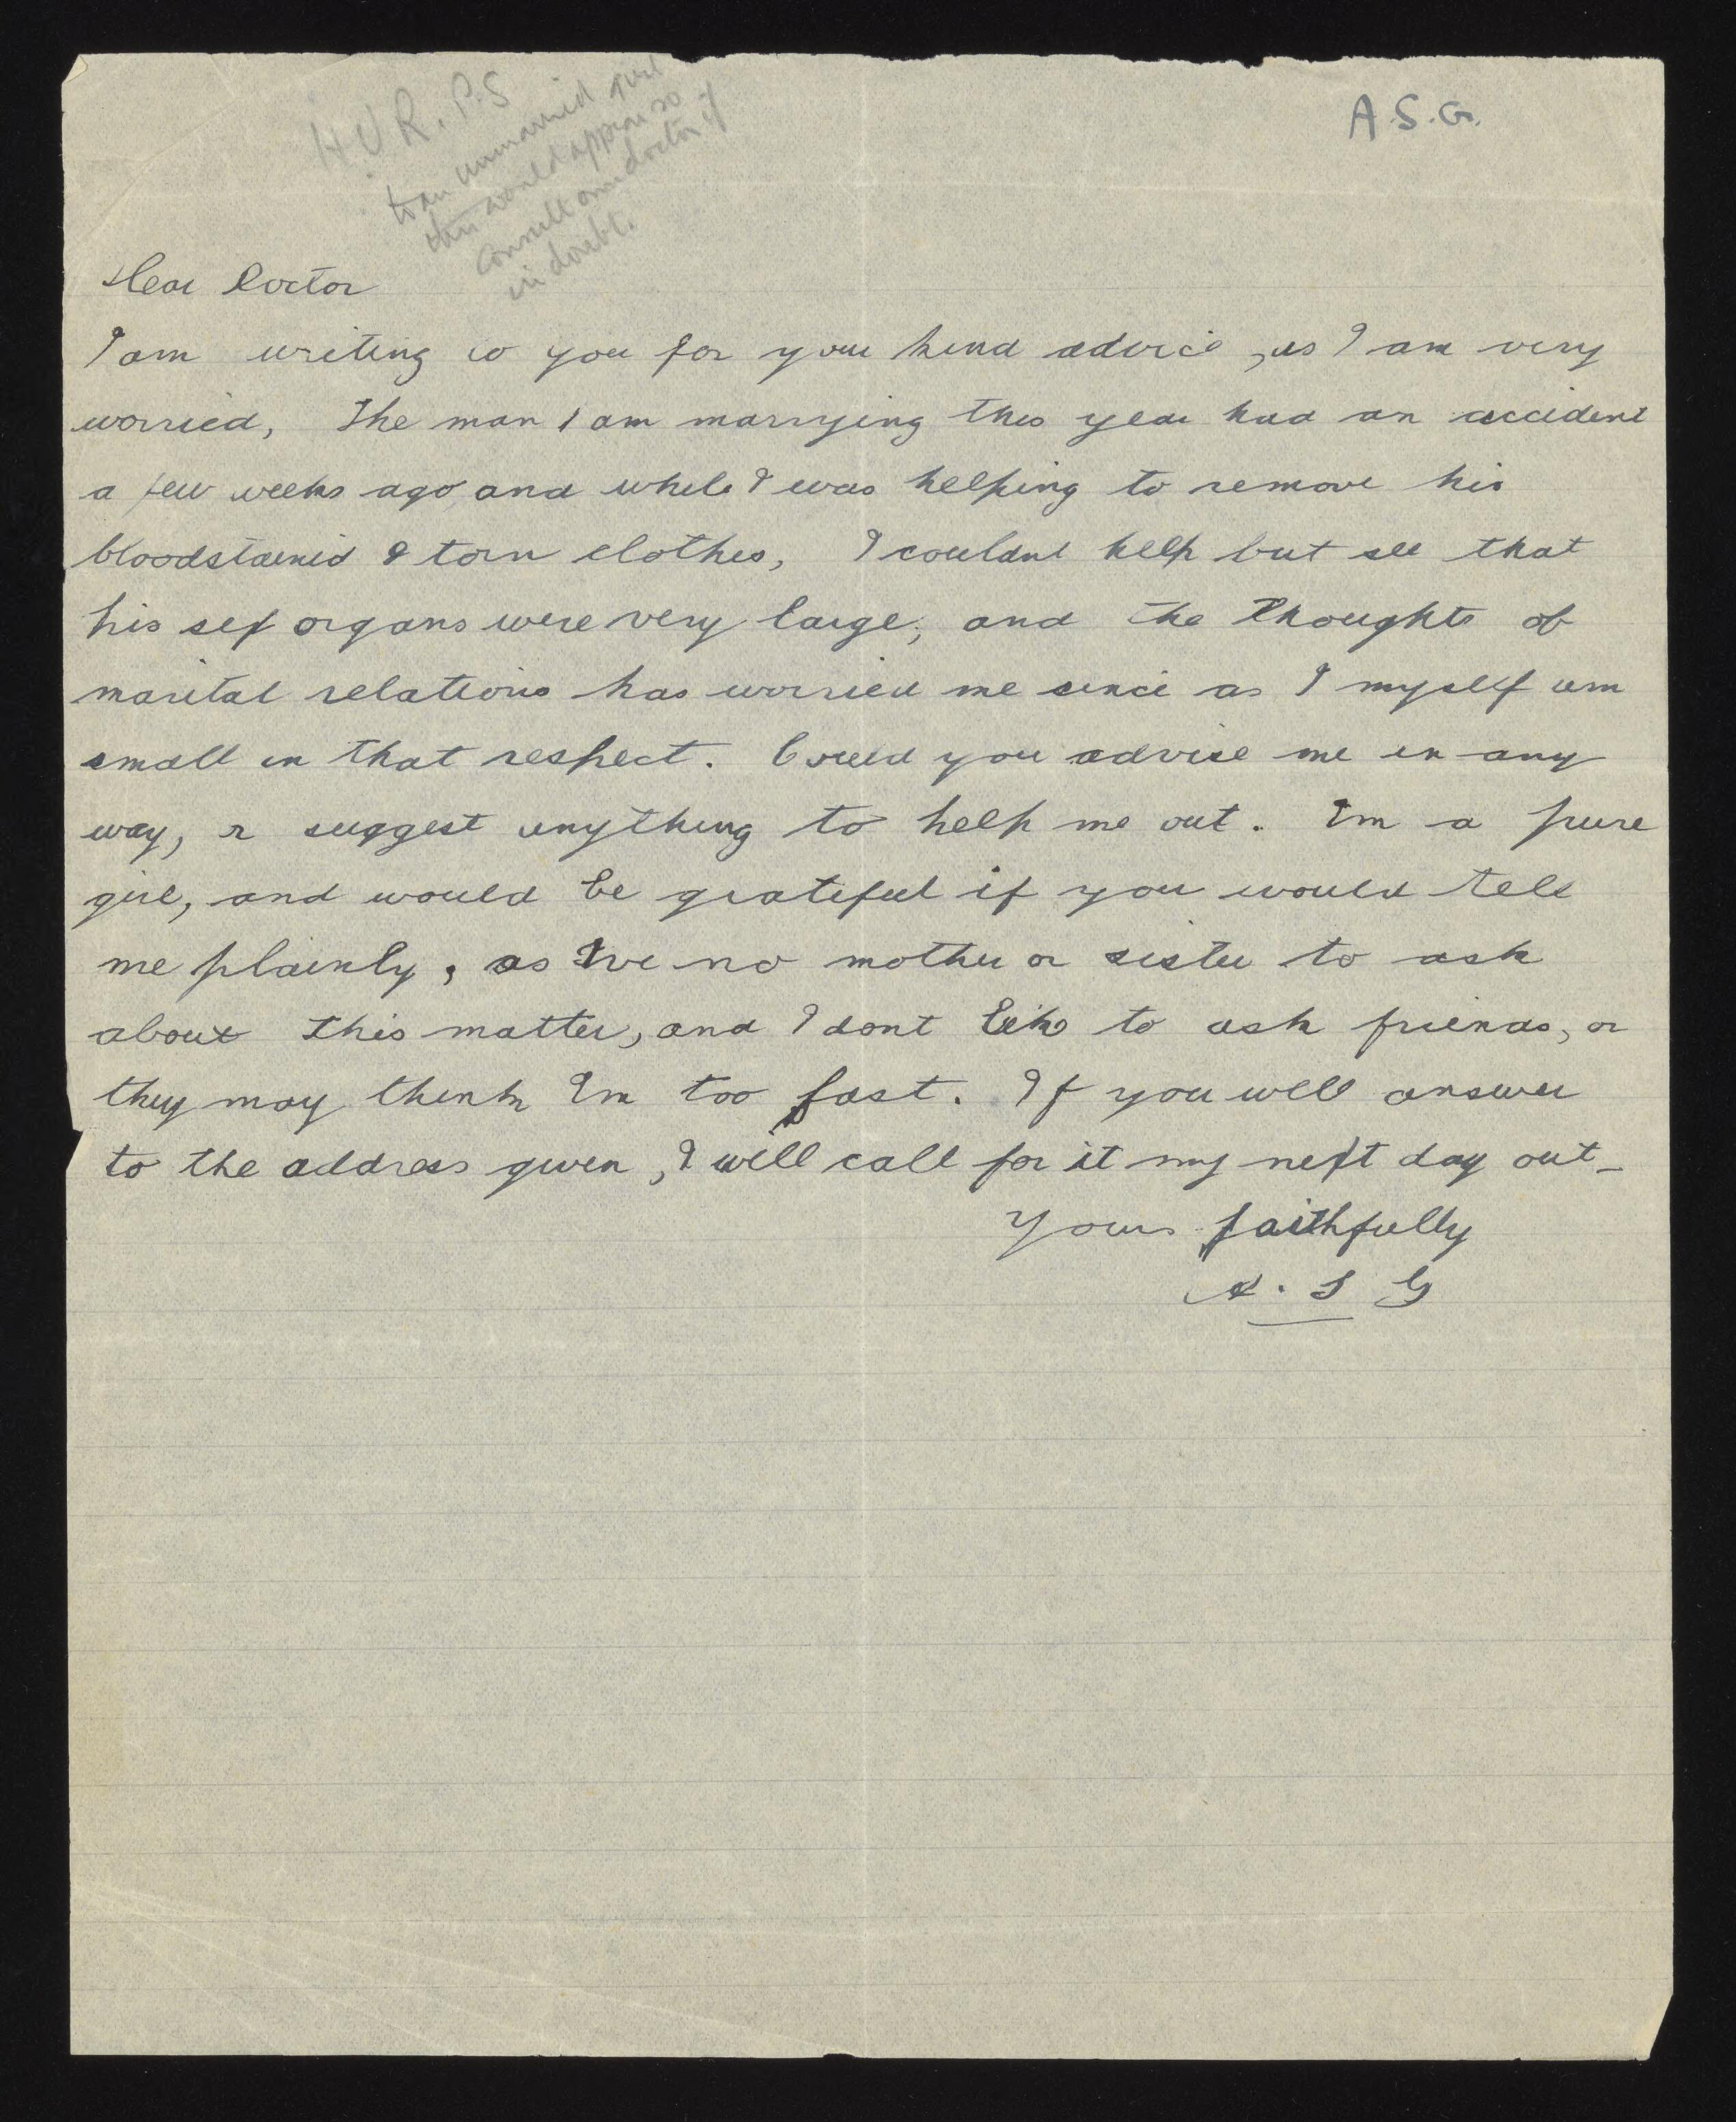 H.V.R. P.S
to an unmarried girl
this would appear so
consult own doctor if
in doubt.
A.S.G.
Dear Doctor
I am writing to you for your kind advice, as I am very
worried, The man I am marrying this year had an accident
a few weeks ago, and while I was helping to remove his
bloodstained & torn clothes, I couldnt help but see that
his sex organs were very large, and the thoughts of
marital relations has worried me since as I myself am
small in that respect. Could you advise me in any
way, or suggest anything to help me out. Im a pure
girl, and would be grateful if you would tell
me plainly, as Ive no mother or sister to ask
about this matter, and I dont like to ask friends, or
they may think Im too fast. If you will answer
to the address given, I will call for it my next day out_
Yours faithfully
A. S G